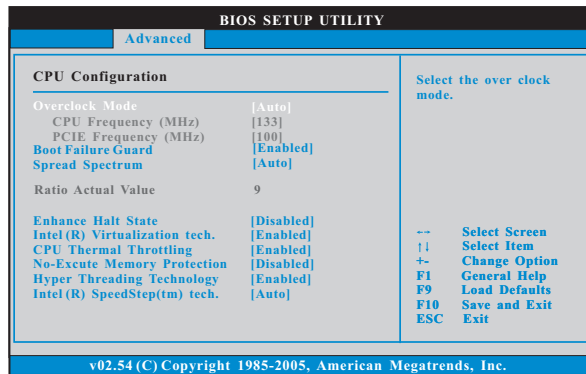 BIOS SETUP UTILITY
Advanced
CPU Configuration
Overclock Mode [Auto]
CPU Frequency (MHz) [133]
PCIE Frequency (MHz) [100]
Boot Failure Guard [Enabled]
Spread Spectrum [Auto]
Ratio Actual Value 9
Enhance Halt State [Disabled]
Intel (R) Virtualization tech. [Enabled]
CPU Thermal Throttling [Enabled]
No-Excute Memory Protection [Disabled]
Hyper Threading Technology [Enabled]
Intel (R) SpeedStep(tm) tech. [Auto]
Select the over clock
mode.
←→ Select Screen
↑↓ Select Item
+- Change Option
F1 General Help
F9 Load Defaults
F10 Save and Exit
ESC Exit
v02.54 (C) Copyright 1985-2005, American Megatrends, Inc.